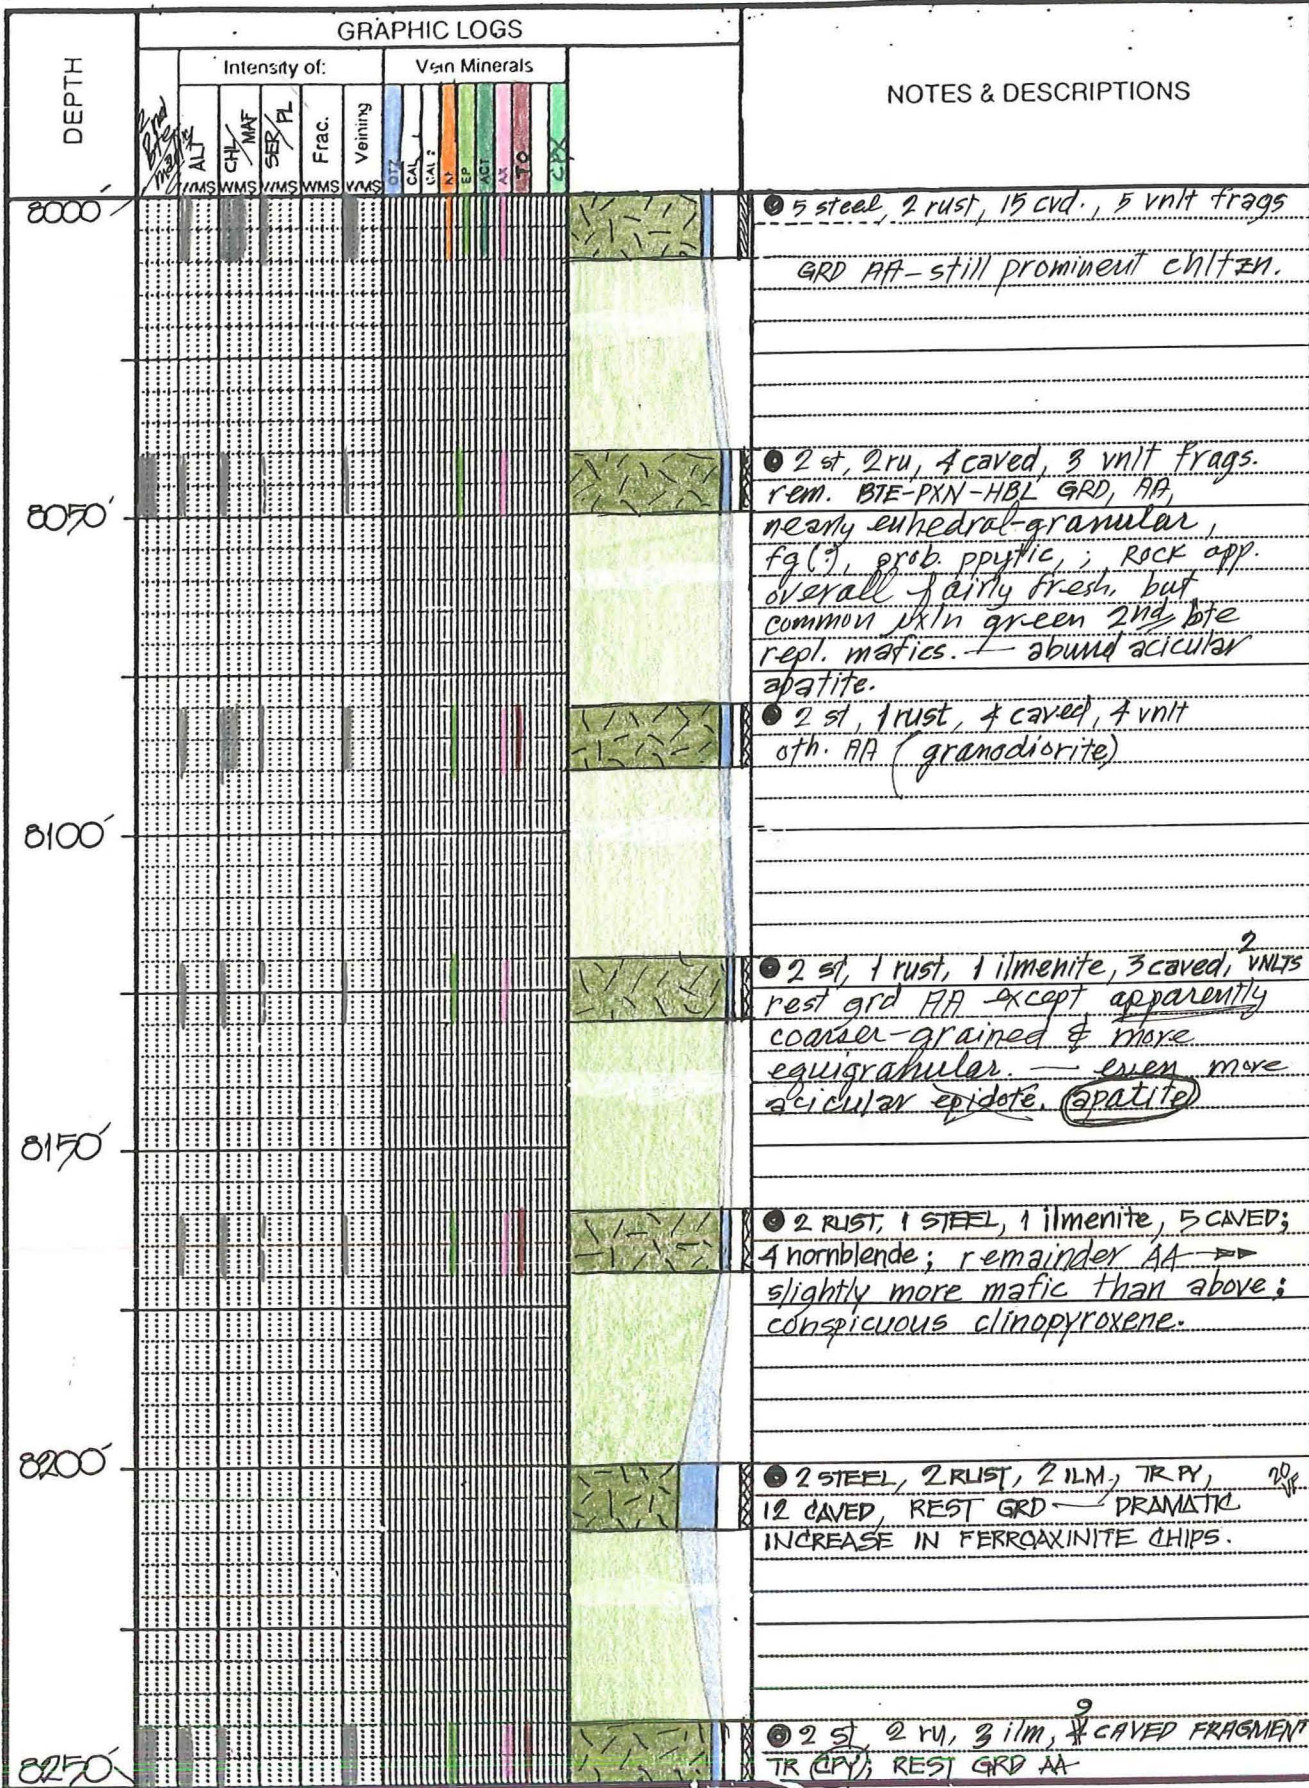 GRAPHIC LOGS
DEPTH
Intensity of:
Vein Minerals
NOTES & DESCRIPTIONS
ALT
CHL/MAF
SER/PL
Frac.
Veining
QTZ
CAL
EP
ACT
AX
TO
CPX
WMS WMS WMS WMS WMS
8000'
● 5 steel, 2 rust, 15 cvd., 5 vnlt frags
GRD AA - still prominent chltzn.
● 2 st, 2 ru, 4 caved, 3 vnlt frags.
rem. BTE-PXN-HBL GRD, AA,
8050'
nearly euhedral-granular,
fg(?), prob. ppytic, ; Rock app.
overall fairly fresh, but
common uxln green 2nd bte
repl. mafics. — abund acicular
apatite.
● 2 st, 1 rust, 4 caved, 4 vnlt
oth. AA (granodiorite)
8100'
● 2 st, 1 rust, 1 ilmenite, 3 caved, 2 VNLTS
rest grd AA except apparently
coarser-grained & more
equigranular. — even more
acicular epidote. apatite
8150'
● 2 RUST, 1 STEEL, 1 ilmenite, 5 CAVED;
4 hornblende; remainder AA
slightly more mafic than above;
conspicuous clinopyroxene.
8200'
● 2 STEEL, 2 RUST, 2 ILM., TR PY, 20 VF
12 CAVED, REST GRD — DRAMATIC
INCREASE IN FERROAXINITE CHIPS.
● 2 st, 2 ru, 3 ilm, 9 CAVED FRAGMENT
8250'
TR (CPY); REST GRD AA